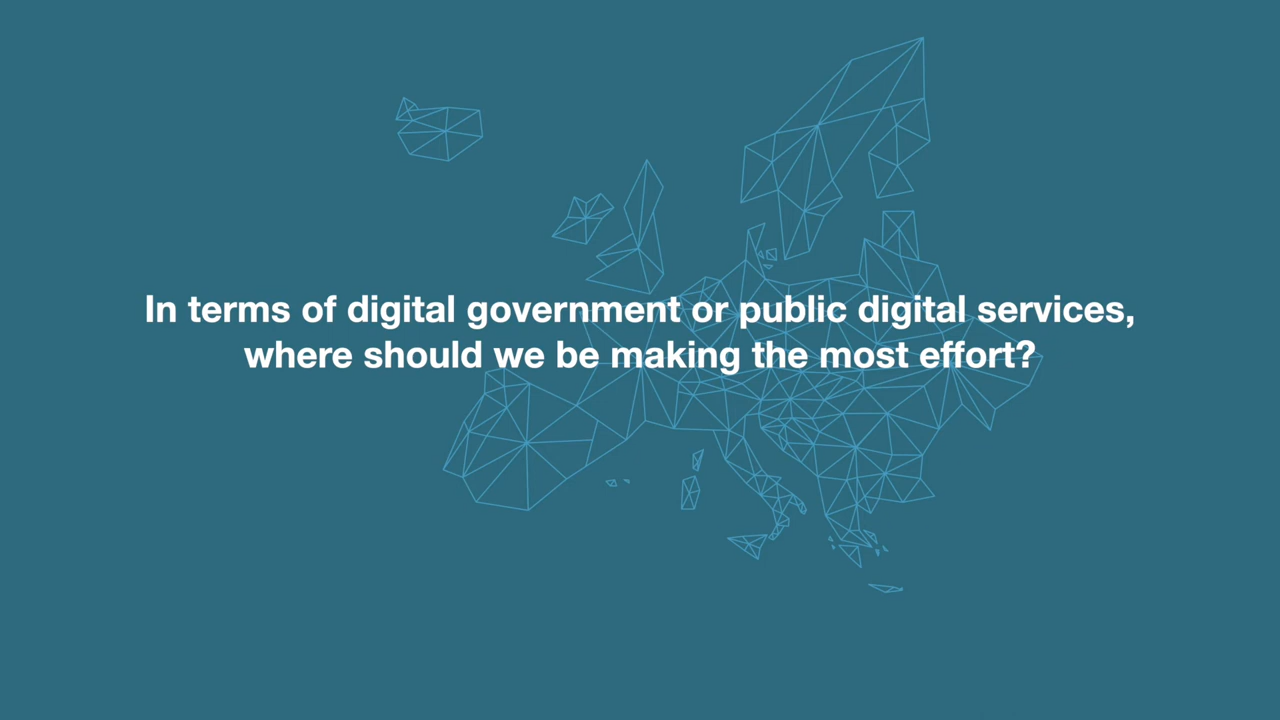 In terms of digital government or public digital services,
where should we be making the most effort?